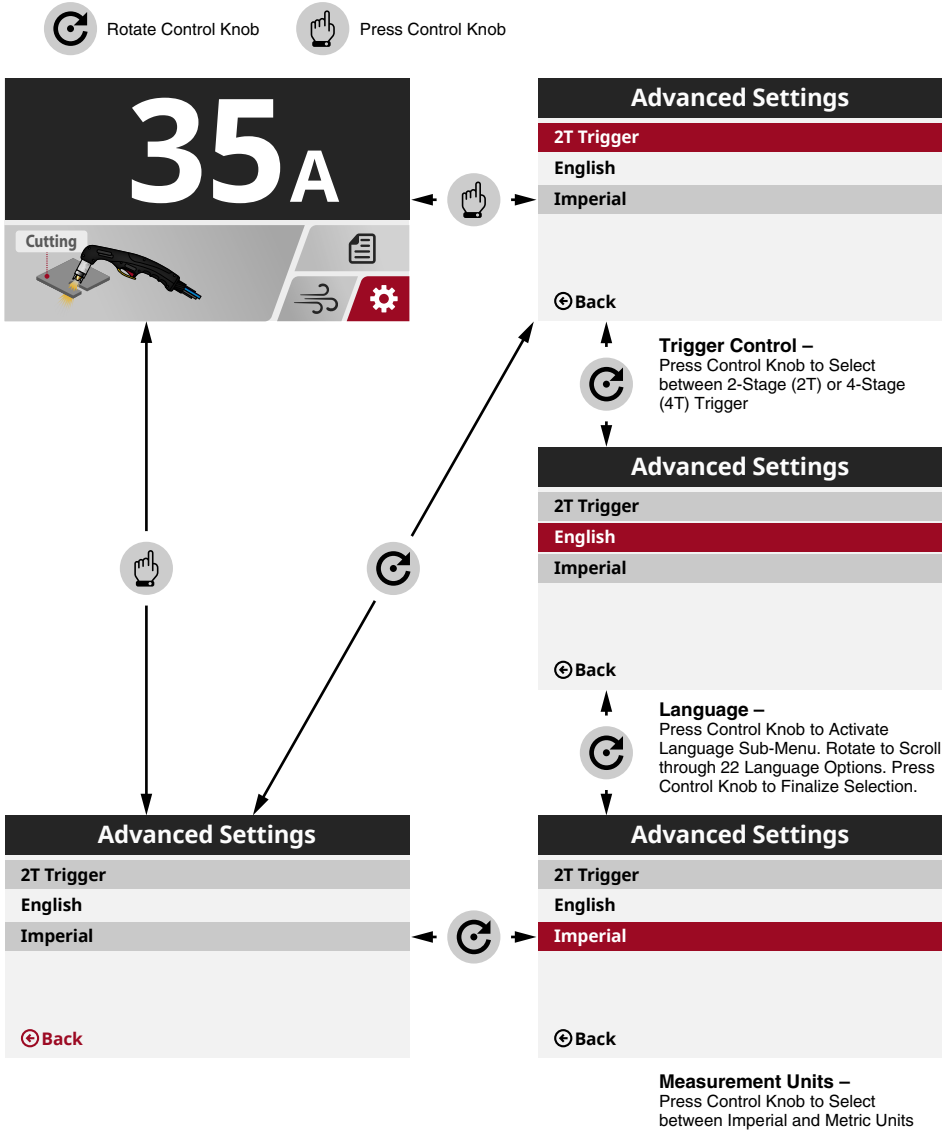 Rotate Control Knob
Press Control Knob
35A
Cutting
Advanced Settings
2T Trigger
English
Imperial
Back
Trigger Control –
Press Control Knob to Select
between 2-Stage (2T) or 4-Stage
(4T) Trigger
Advanced Settings
2T Trigger
English
Imperial
Back
Language –
Press Control Knob to Activate
Language Sub-Menu. Rotate to Scroll
through 22 Language Options. Press
Control Knob to Finalize Selection.
Advanced Settings
2T Trigger
English
Imperial
Back
Advanced Settings
2T Trigger
English
Imperial
Back
Measurement Units –
Press Control Knob to Select
between Imperial and Metric Units